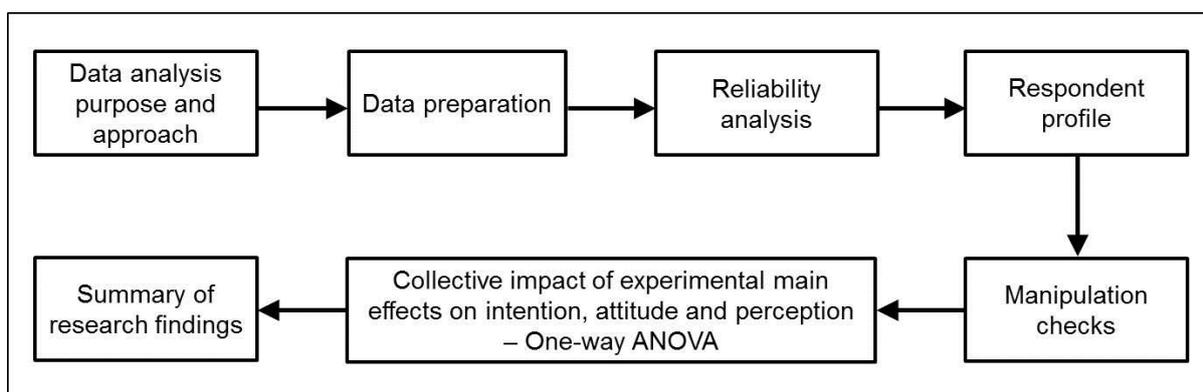 Data analysis
purpose and
approach
Data preparation
Reliability
analysis
Respondent
profile
Manipulation
checks
Collective impact of experimental main
effects on intention, attitude and perception
– One-way ANOVA
Summary of
research findings